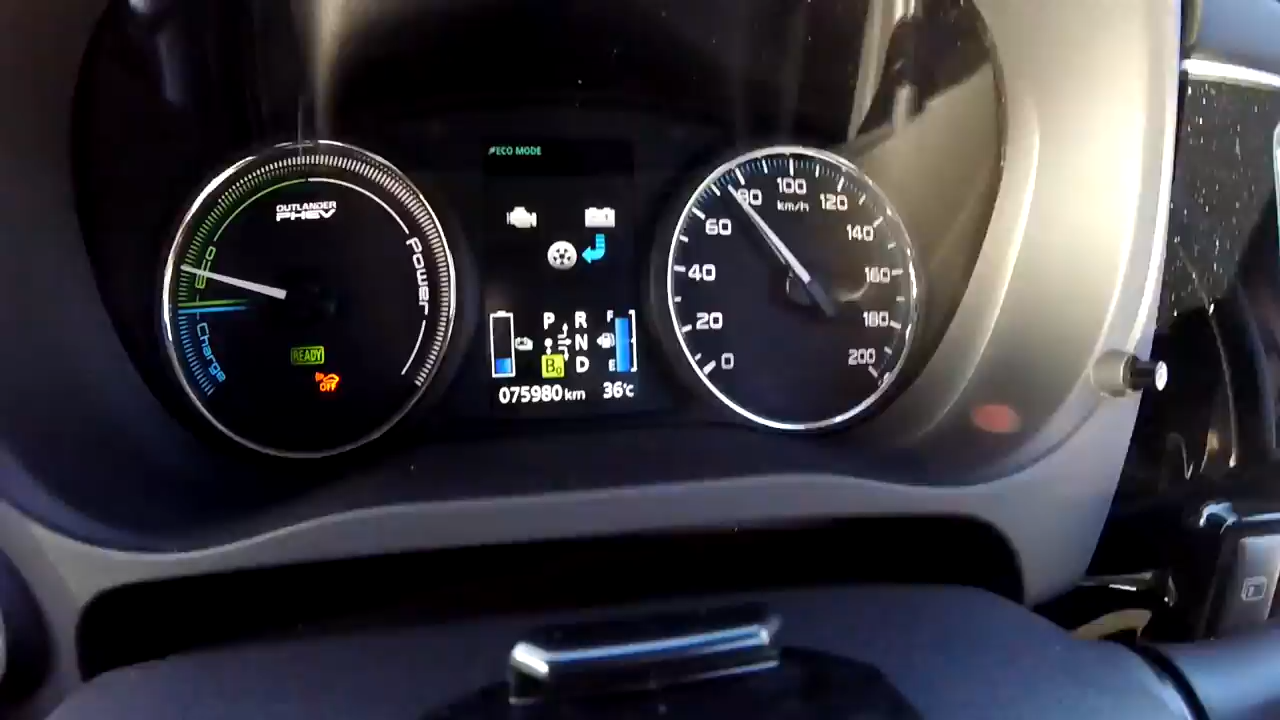 ECO MODE
OUTLANDER
PHEV
Eco
Power
Charge
READY
OFF
P R
N
B0 D
F
E
075980 km 36°C
0
20
40
60
80
100
120
140
160
180
200
km/h